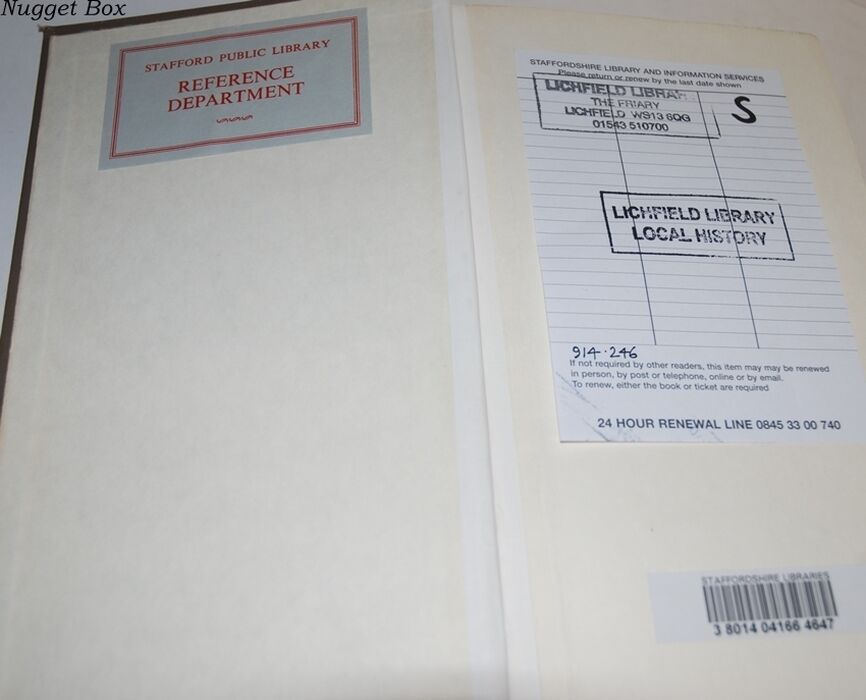 Nugget Box
STAFFORD PUBLIC LIBRARY
REFERENCE
DEPARTMENT
STAFFORDSHIRE LIBRARY AND INFORMATION SERVICES
Please return or renew by the last date shown
LICHFIELD LIBRARY
THE FRIARY
LICHFIELD WS13 6QG
01543 510700
S
LICHFIELD LIBRARY
LOCAL HISTORY
914.246
If not required by other readers, this item may may be renewed
in person, by post or telephone, online or by email.
To renew, either the book or ticket are required
24 HOUR RENEWAL LINE 0845 33 00 740
STAFFORDSHIRE LIBRARIES
3 8014 04166 4647